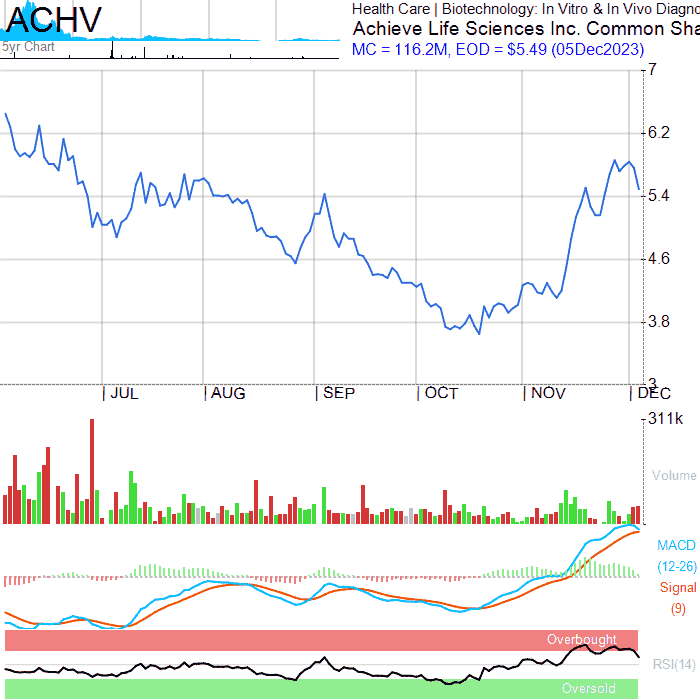 ACHV
5yr Chart
Health Care | Biotechnology: In Vitro & In Vivo Diagno
Achieve Life Sciences Inc. Common Sha
MC = 116.2M, EOD = $5.49 (05Dec2023)
7
6.2
5.4
4.6
3.8
3
JUL
AUG
SEP
OCT
NOV
DEC
311k
Volume
MACD
(12-26)
Signal
(9)
Overbought
RSI(14)
Oversold